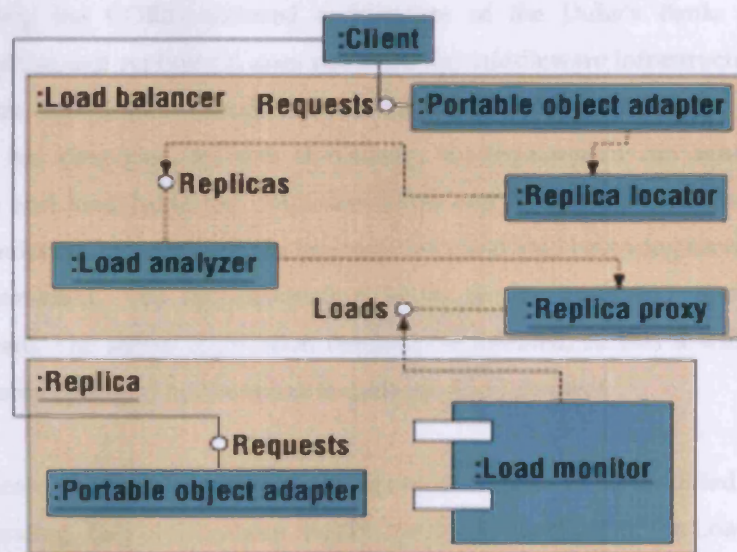 :Client
:Load balancer
Requests
:Portable object adapter
Replicas
:Replica locator
:Load analyzer
Loads
:Replica proxy
:Replica
Requests
:Load monitor
:Portable object adapter